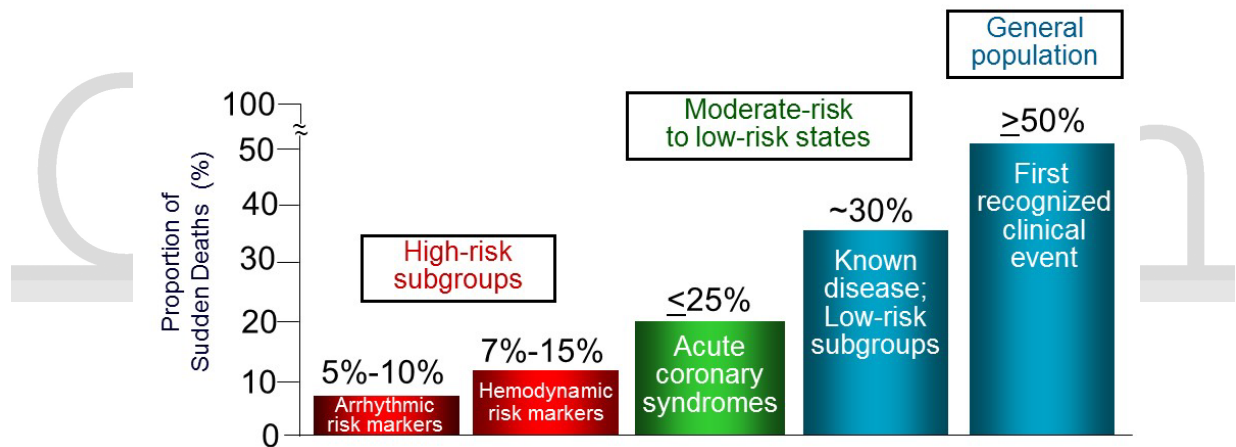 General
population
Moderate-risk
to low-risk states
High-risk
subgroups
Proportion of
Sudden Deaths (%)
100
50
40
30
20
10
0
5%-10%
Arrhythmic
risk markers
7%-15%
Hemodynamic
risk markers
≤25%
Acute
coronary
syndromes
~30%
Known
disease;
Low-risk
subgroups
≥50%
First
recognized
clinical
event